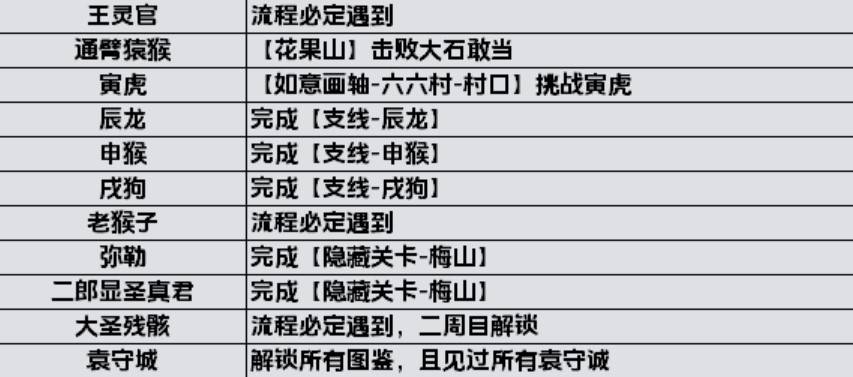 王灵官 流程必定遇到
通臂猿猴 【花果山】击败大石敢当
寅虎 【如意画轴-六六村-村口】挑战寅虎
辰龙 完成【支线-辰龙】
申猴 完成【支线-申猴】
戌狗 完成【支线-戌狗】
老猴子 流程必定遇到
弥勒 完成【隐藏关卡-梅山】
二郎显圣真君 完成【隐藏关卡-梅山】
大圣残骸 流程必定遇到，二周目解锁
袁守城 解锁所有图鉴，且见过所有袁守诚